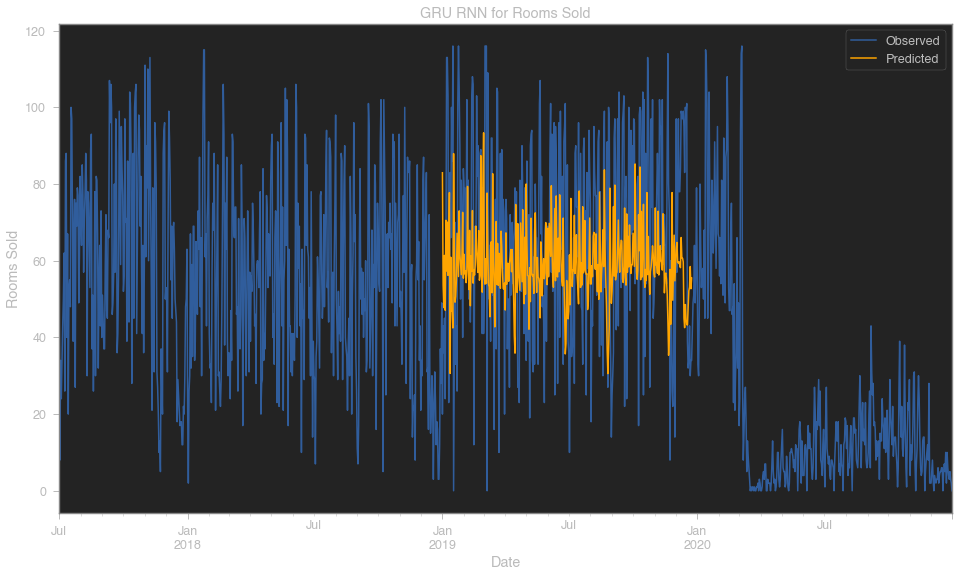 GRU RNN for Rooms Sold
Observed
Predicted
Rooms Sold
120
100
80
60
40
20
0
Jul
Jan
2018
Jul
Jan
2019
Jul
Jan
2020
Jul
Date